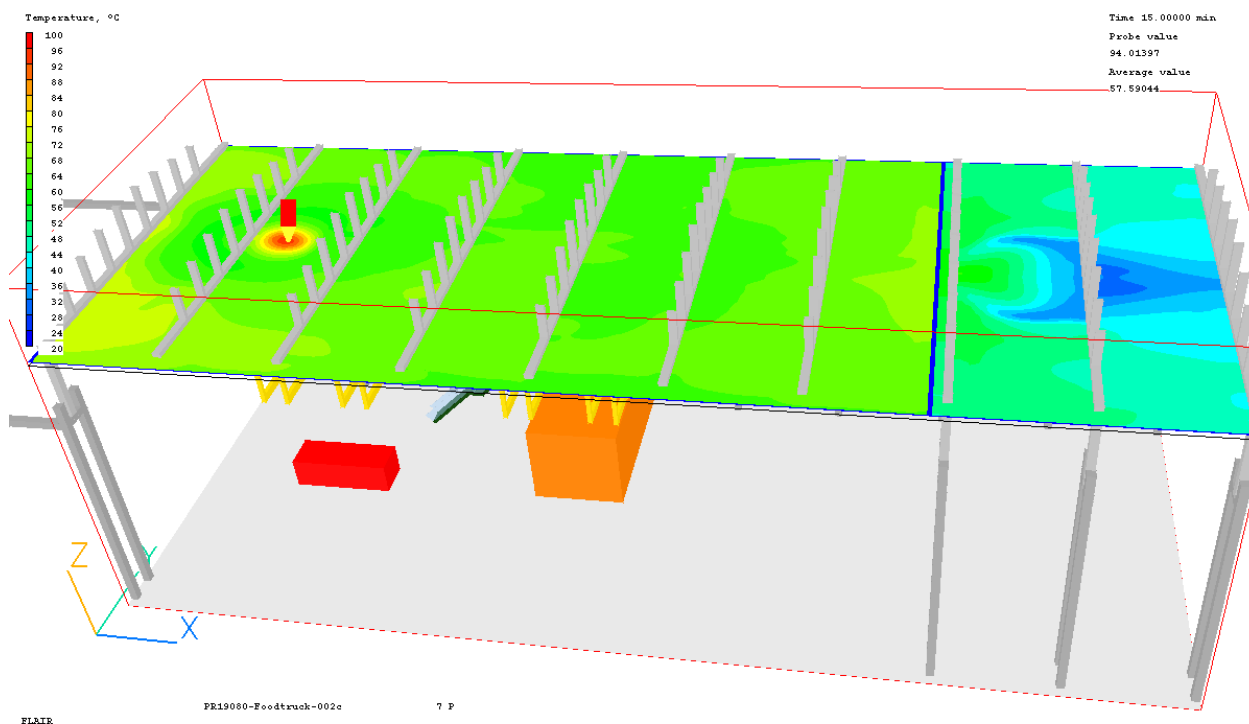 Temperature, °C
100
96
92
88
84
80
76
72
68
64
60
56
52
48
44
40
36
32
28
24
20
Time 15.00000 min
Probe value
94.01397
Average value
57.59044
Z
Y
X
PR19080-Foodtruck-002c 7 P
FLAIR